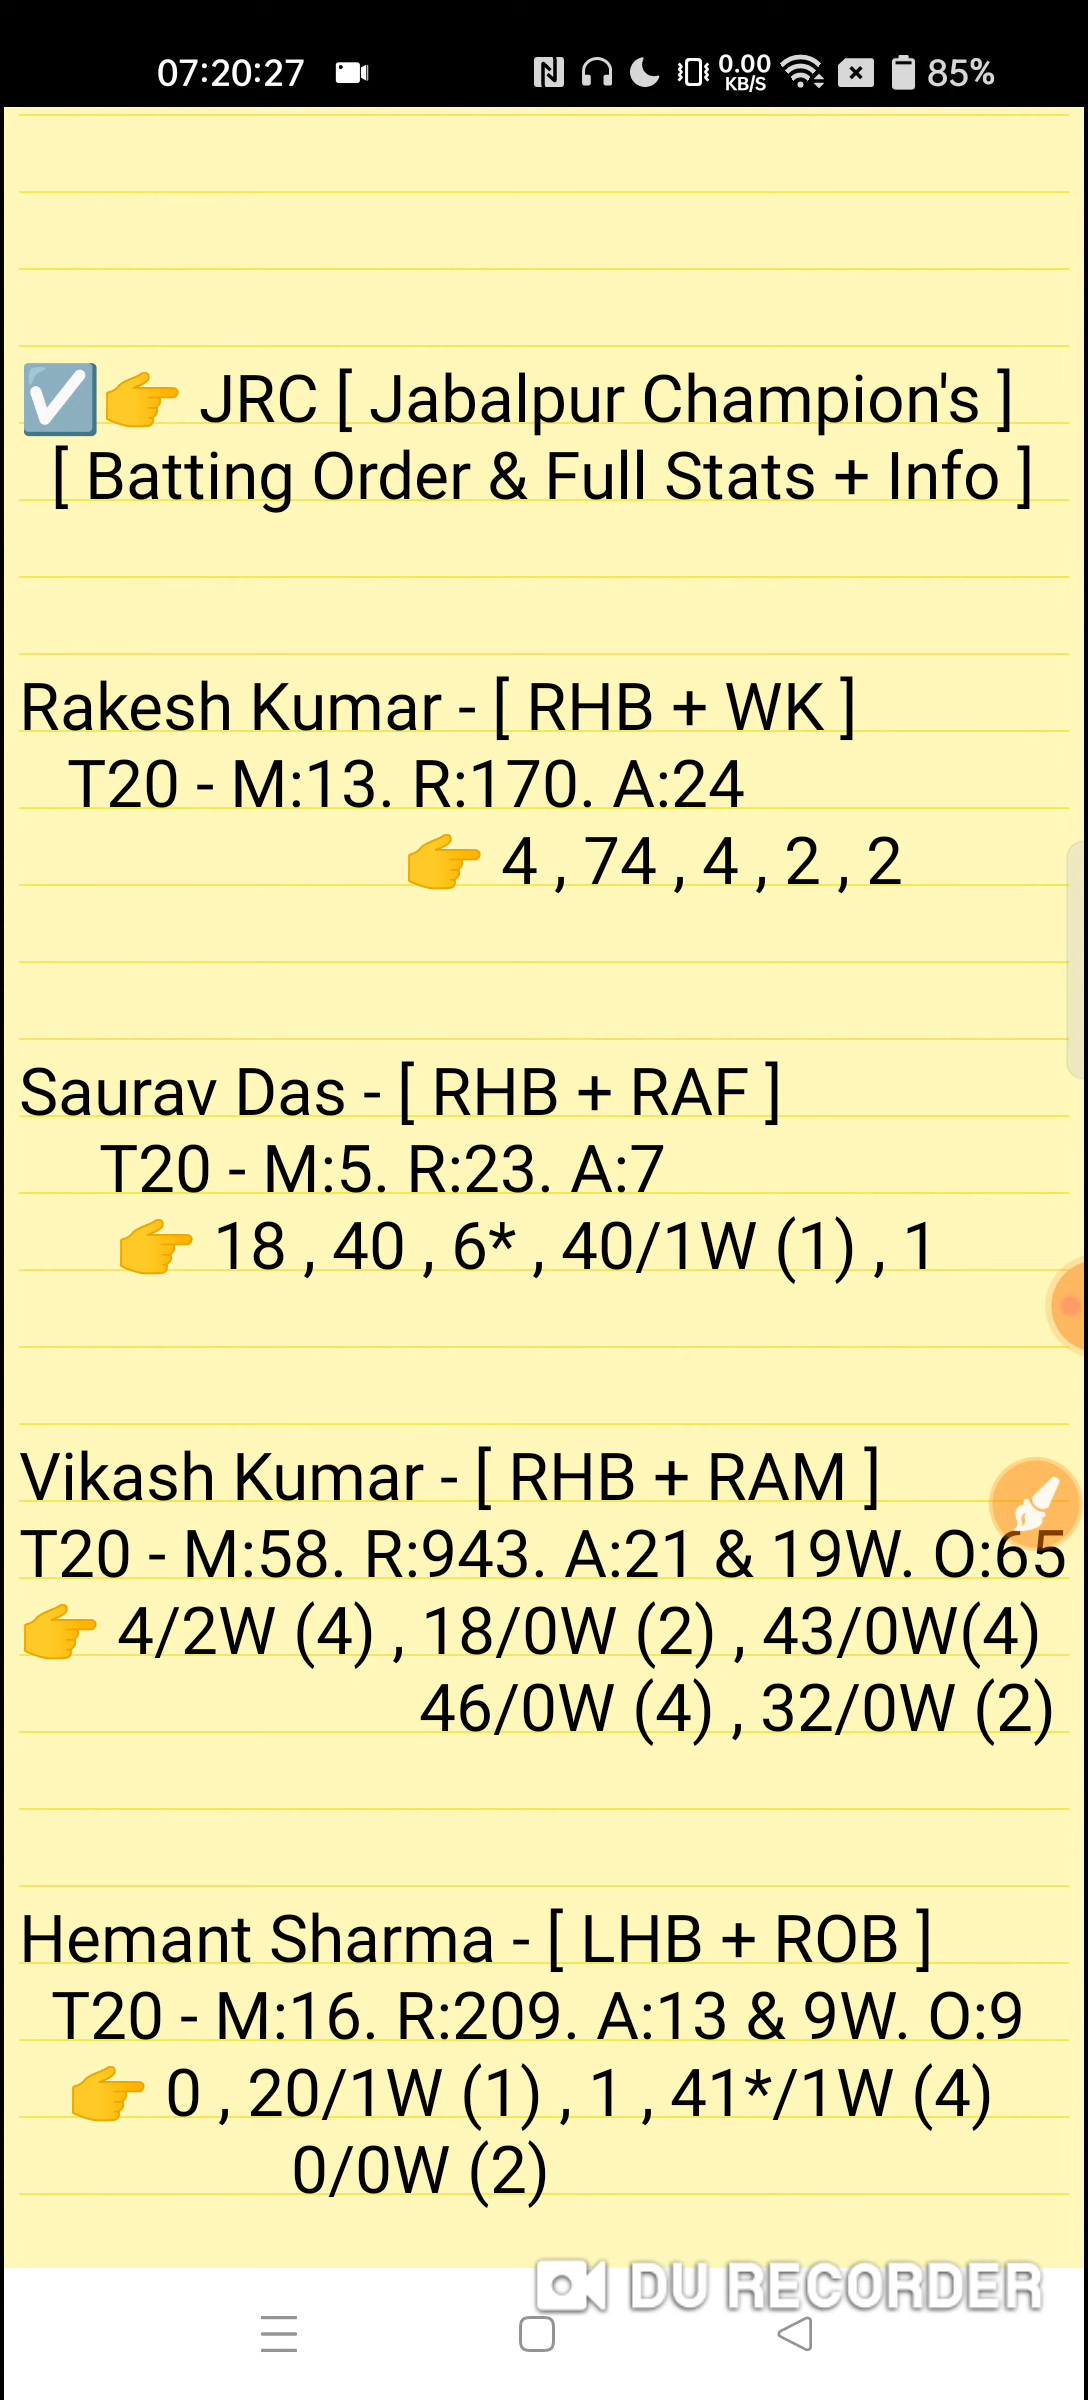 07:20:27 0.00 KB/S 85%
☑️👉 JRC [ Jabalpur Champion's ]
[ Batting Order & Full Stats + Info ]
Rakesh Kumar - [ RHB + WK ]
T20 - M:13. R:170. A:24
👉 4 , 74 , 4 , 2 , 2
Saurav Das - [ RHB + RAF ]
T20 - M:5. R:23. A:7
👉 18 , 40 , 6* , 40/1W (1) , 1
Vikash Kumar - [ RHB + RAM ]
T20 - M:58. R:943. A:21 & 19W. O:65
👉 4/2W (4) , 18/0W (2) , 43/0W(4)
46/0W (4) , 32/0W (2)
Hemant Sharma - [ LHB + ROB ]
T20 - M:16. R:209. A:13 & 9W. O:9
👉 0 , 20/1W (1) , 1 , 41*/1W (4)
0/0W (2)
DU RECORDER